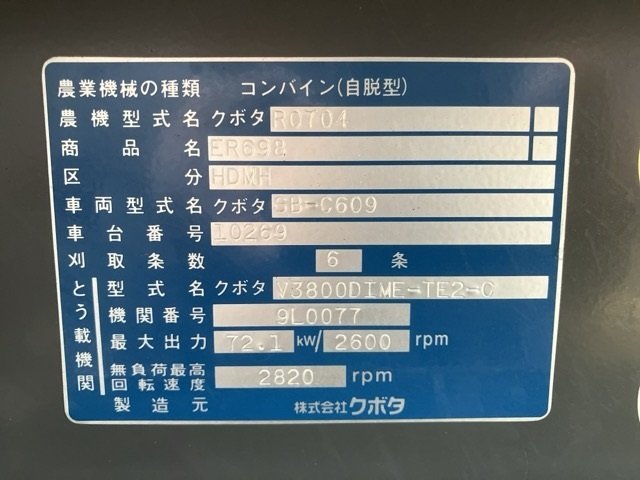 農業機械の種類 コンバイン(自脱型)
農機型式名 クボタ R0704
商品名 ER698
区分 HDMH
車両型式名 クボタ SB-C609
車台番号 10269
刈取条数 6 条
とう載機関
型式名 クボタ V3800DIME-TE2-C
機関番号 9L0077
最大出力 72.1 kW/ 2600 rpm
無負荷最高回転速度 2820 rpm
製造元 株式会社クボタ